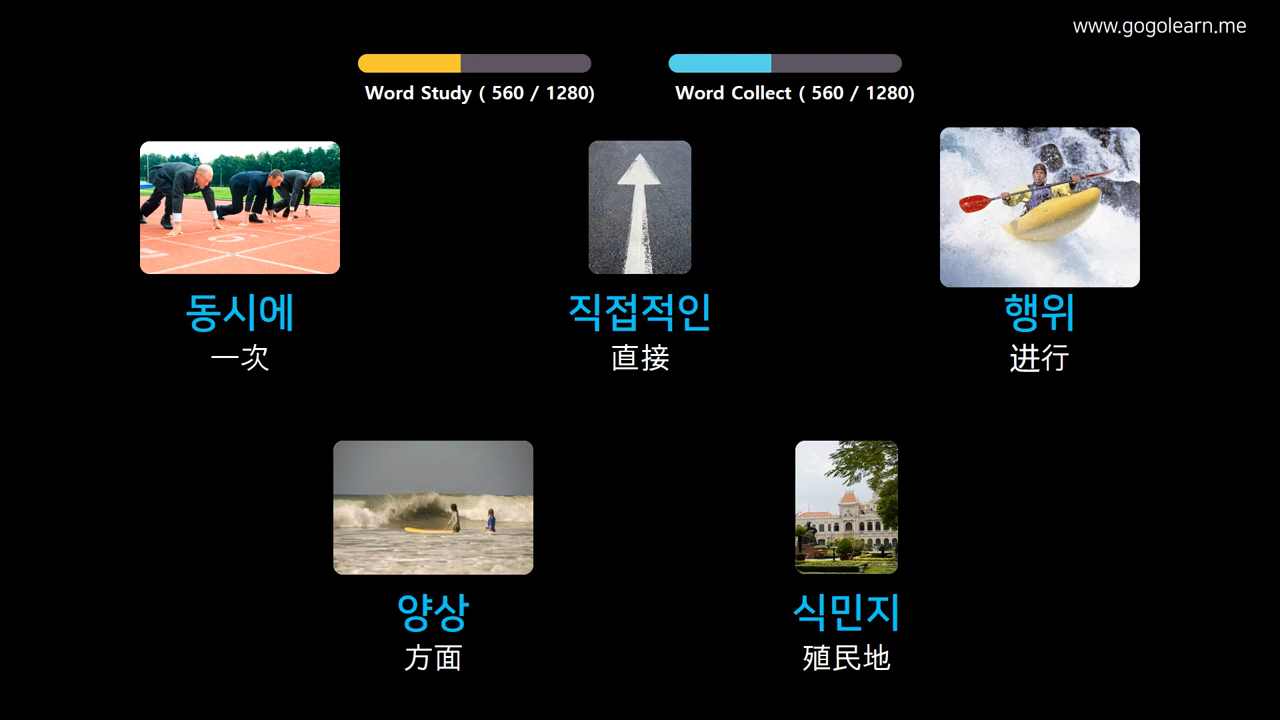 www.gogolearn.me
Word Study ( 560 / 1280)
Word Collect ( 560 / 1280)
동시에
一次
직접적인
直接
행위
进行
양상
方面
식민지
殖民地